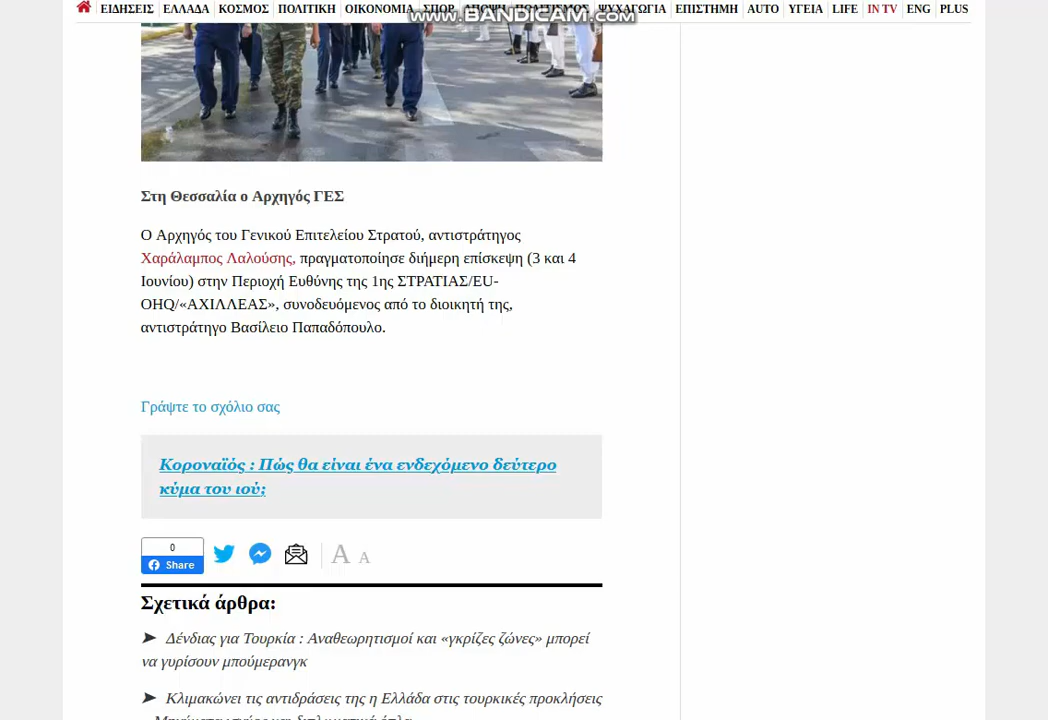 ΕΙΔΗΣΕΙΣ ΕΛΛΑΔΑ ΚΟΣΜΟΣ ΠΟΛΙΤΙΚΗ ΟΙΚΟΝΟΜΙΑ ΣΠΟΡ ΑΠΟΨΗ ΠΟΛΙΤΙΣΜΟΣ ΨΥΧΑΓΩΓΙΑ ΕΠΙΣΤΗΜΗ AUTO ΥΓΕΙΑ LIFE IN TV ENG PLUS
www.BANDICAM.com
Στη Θεσσαλία ο Αρχηγός ΓΕΣ
Ο Αρχηγός του Γενικού Επιτελείου Στρατού, αντιστράτηγος
Χαράλαμπος Λαλούσης, πραγματοποίησε διήμερη επίσκεψη (3 και 4
Ιουνίου) στην Περιοχή Ευθύνης της 1ης ΣΤΡΑΤΙΑΣ/EU-
OHQ/«ΑΧΙΛΛΕΑΣ», συνοδευόμενος από το διοικητή της,
αντιστράτηγο Βασίλειο Παπαδόπουλο.
Γράψτε το σχόλιο σας
Κοροναϊός : Πώς θα είναι ένα ενδεχόμενο δεύτερο
κύμα του ιού;
0
Share
A A
Σχετικά άρθρα:
➤ Δένδιας για Τουρκία : Αναθεωρητισμοί και «γκρίζες ζώνες» μπορεί
να γυρίσουν μπούμερανγκ
➤ Κλιμακώνει τις αντιδράσεις της η Ελλάδα στις τουρκικές προκλήσεις